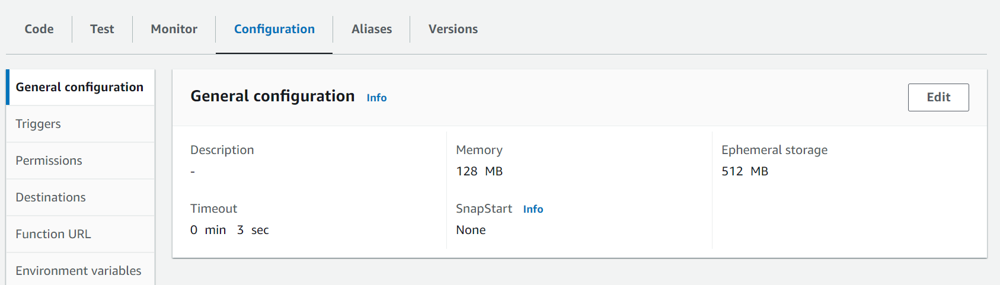 Code Test Monitor Configuration Aliases Versions
General configuration
Triggers
Permissions
Destinations
Function URL
Environment variables
General configuration Info
Edit
Description
-
Memory
128 MB
Ephemeral storage
512 MB
Timeout
0 min 3 sec
SnapStart Info
None